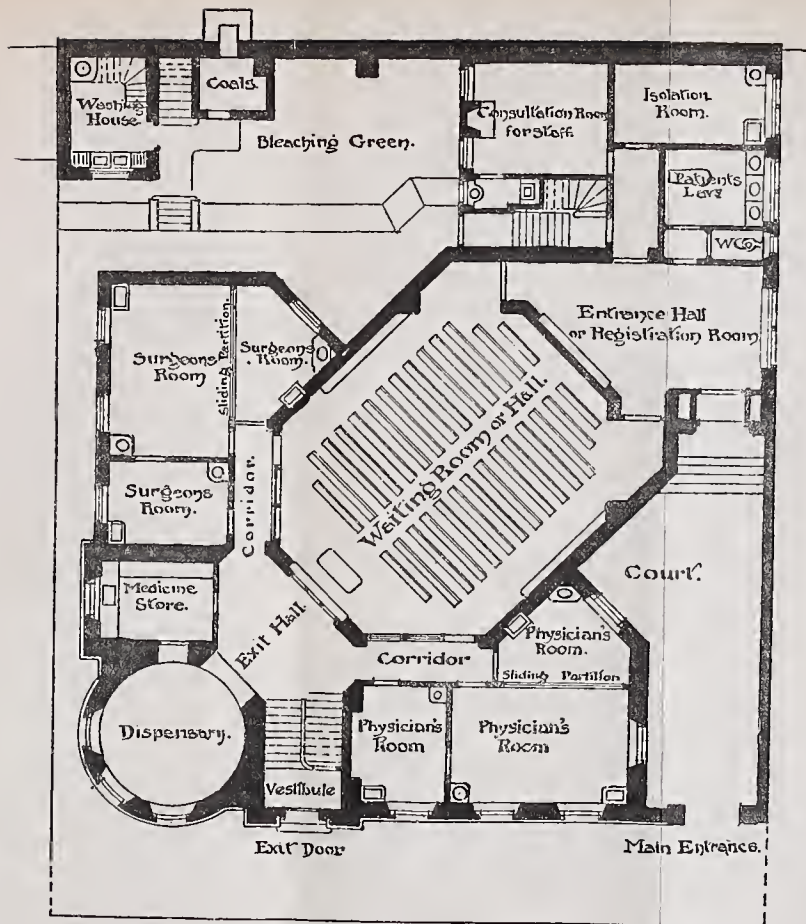 Washing
House.
Coals.
Bleaching Green.
Consultation Room
for Staff.
Isolation
Room.
Patients
Lavy
W.C.
Entrance Hall
or Registration Room
Surgeons
Room
Sliding Partition.
Surgeons
Room.
Surgeons
Room.
Corridor.
Waiting Room or Hall.
Court.
Medicine
Store.
Exit Hall.
Corridor
Physician's
Room.
Sliding Partition
Dispensary.
Physician's
Room
Physician's
Room
Vestibule
Exit Door
Main Entrance.